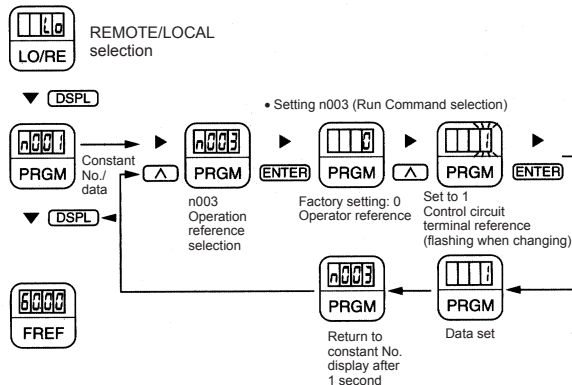 Lo
LO/RE
REMOTE/LOCAL
selection
DSPL
• Setting n003 (Run Command selection)
n001
PRGM
Constant
No./
data
n003
PRGM
n003
Operation
reference
selection
ENTER
0
PRGM
Factory setting: 0
Operator reference
1
PRGM
Set to 1
Control circuit
terminal reference
(flashing when changing)
ENTER
DSPL
6000
FREF
n003
PRGM
Return to
constant No.
display after
1 second
1
PRGM
Data set